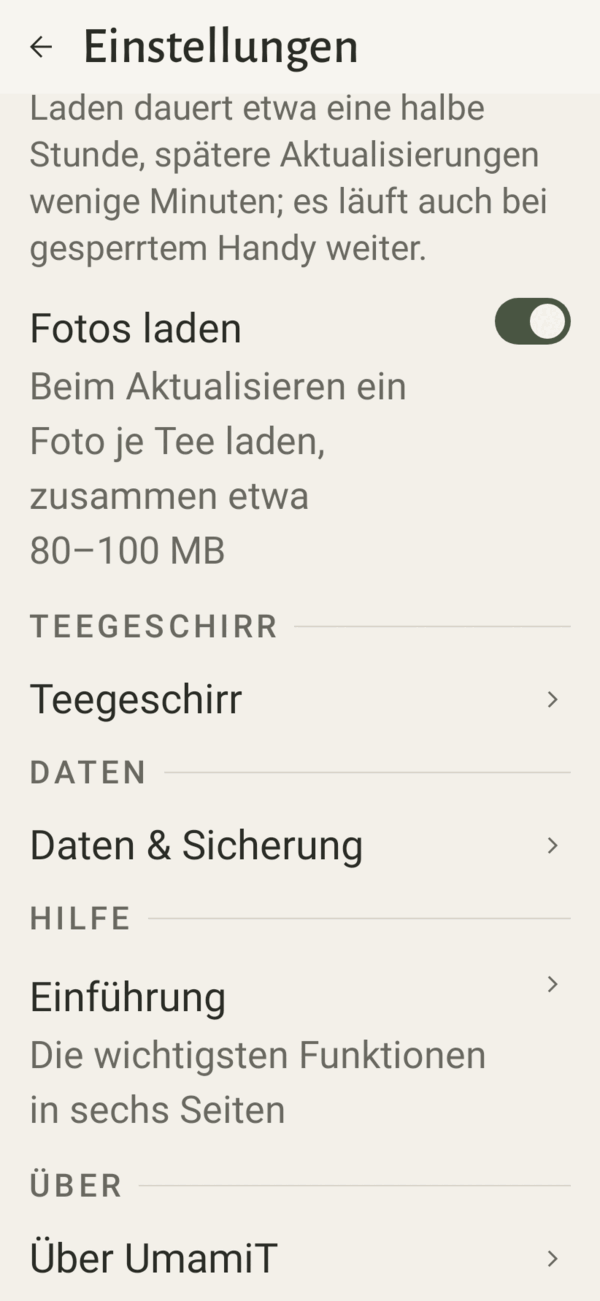 Einstellungen
Laden dauert etwa eine halbe
Stunde, spätere Aktualisierungen
wenige Minuten; es läuft auch bei
gesperrtem Handy weiter.
Fotos laden
Beim Aktualisieren ein
Foto je Tee laden,
zusammen etwa
80–100 MB
TEEGESCHIRR
Teegeschirr
DATEN
Daten & Sicherung
HILFE
Einführung
Die wichtigsten Funktionen
in sechs Seiten
ÜBER
Über UmamiT